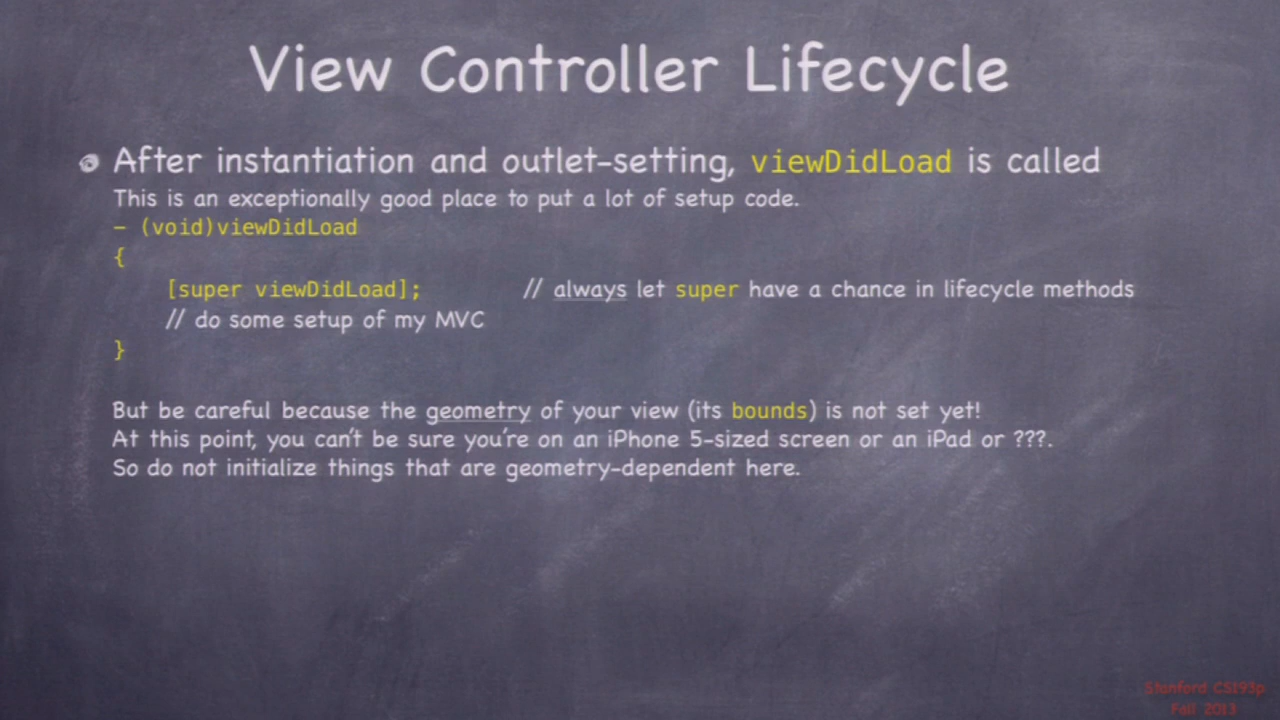 View Controller Lifecycle
After instantiation and outlet-setting, viewDidLoad is called
This is an exceptionally good place to put a lot of setup code.
- (void)viewDidLoad
{
[super viewDidLoad]; // always let super have a chance in lifecycle methods
// do some setup of my MVC
}
But be careful because the geometry of your view (its bounds) is not set yet!
At this point, you can't be sure you're on an iPhone 5-sized screen or an iPad or ???.
So do not initialize things that are geometry-dependent here.
Stanford CS193p
Fall 2013